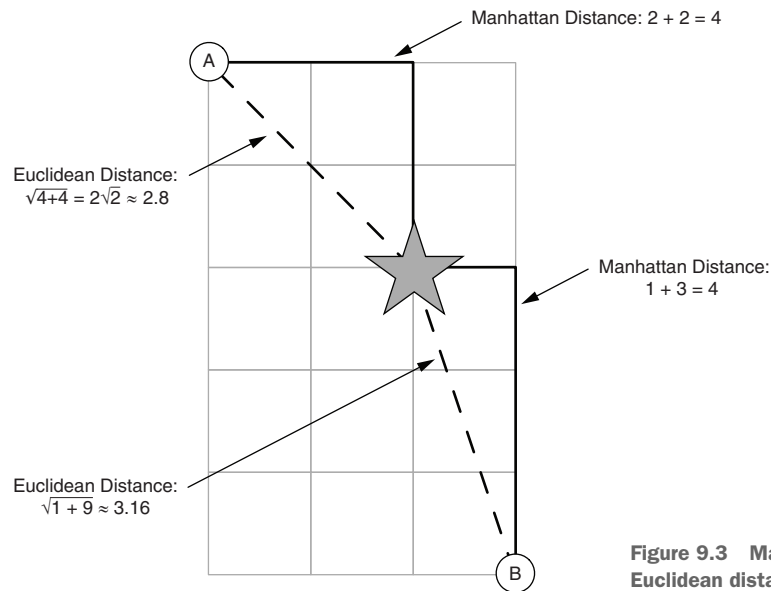 Manhattan Distance: 2 + 2 = 4
A
Euclidean Distance:
√4+4 = 2√2 ≈ 2.8
Manhattan Distance:
1 + 3 = 4
Euclidean Distance:
√1 + 9 ≈ 3.16
B
Figure 9.3
Euclidean